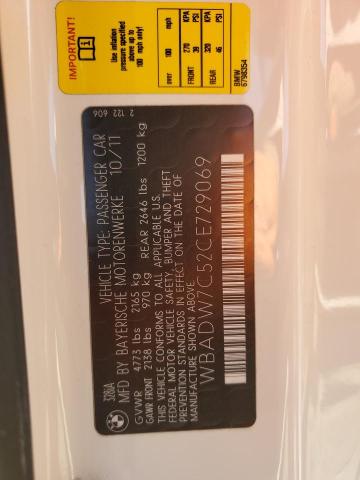 IMPORTANT!
Use inflation
pressure specified
above up to
100 mph only!
mph KPA PSI KPA PSI
over 100 270 39 320 46
FRONT REAR
BMW
6798354
2 122 606
320A
VEHICLE TYPE: PASSENGER CAR
MFD BY BAYERISCHE MOTORENWERKE 10/11
GVWR 4773 lbs 2165 kg
GAWR FRONT 2138 lbs 970 kg REAR 2646 lbs 1200 kg
THIS VEHICLE CONFORMS TO ALL APPLICABLE U.S.
FEDERAL MOTOR VEHICLE SAFETY, BUMPER AND THEFT
PREVENTION STANDARDS IN EFFECT ON THE DATE OF
MANUFACTURE SHOWN ABOVE.
WBADW7C52CE729069